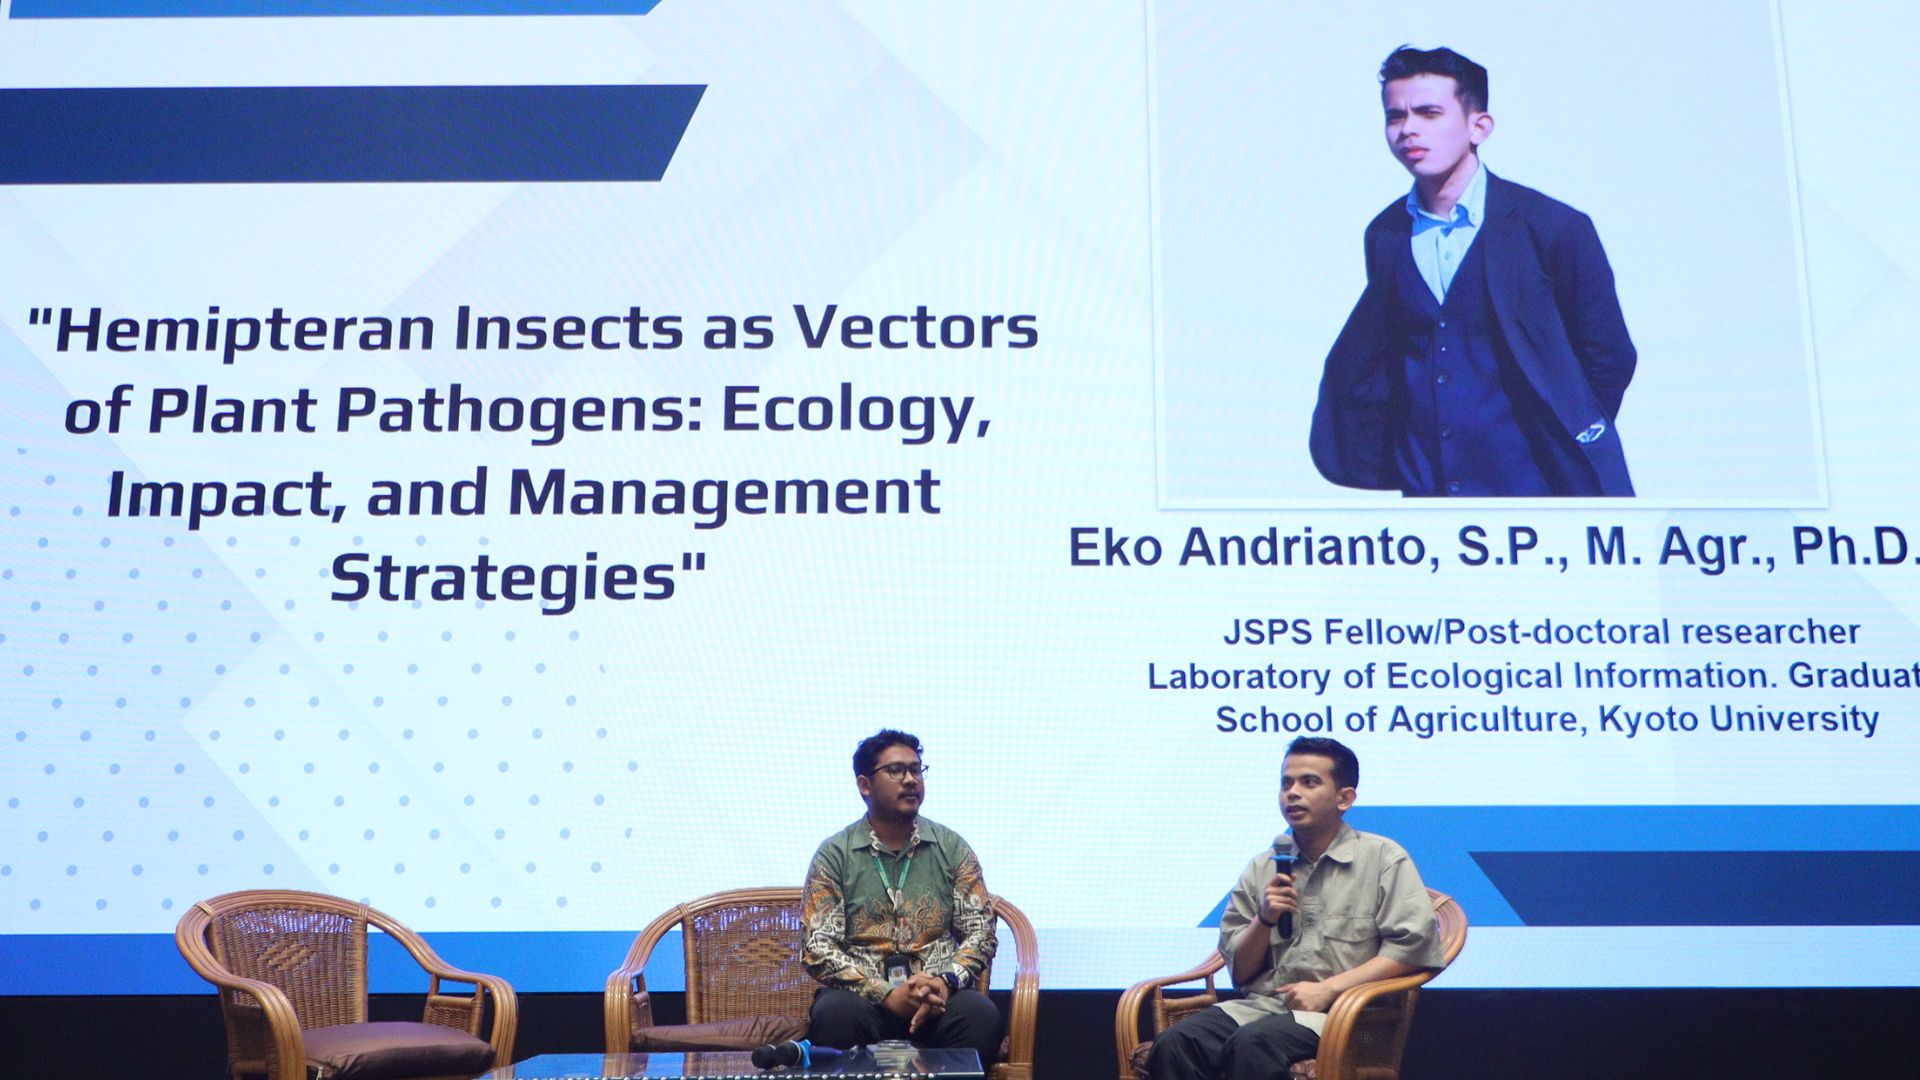 "Hemipteran Insects as Vectors
of Plant Pathogens: Ecology,
Impact, and Management
Strategies"
Eko Andrianto, S.P., M. Agr., Ph.D.
JSPS Fellow/Post-doctoral researcher
Laboratory of Ecological Information. Graduat
School of Agriculture, Kyoto University